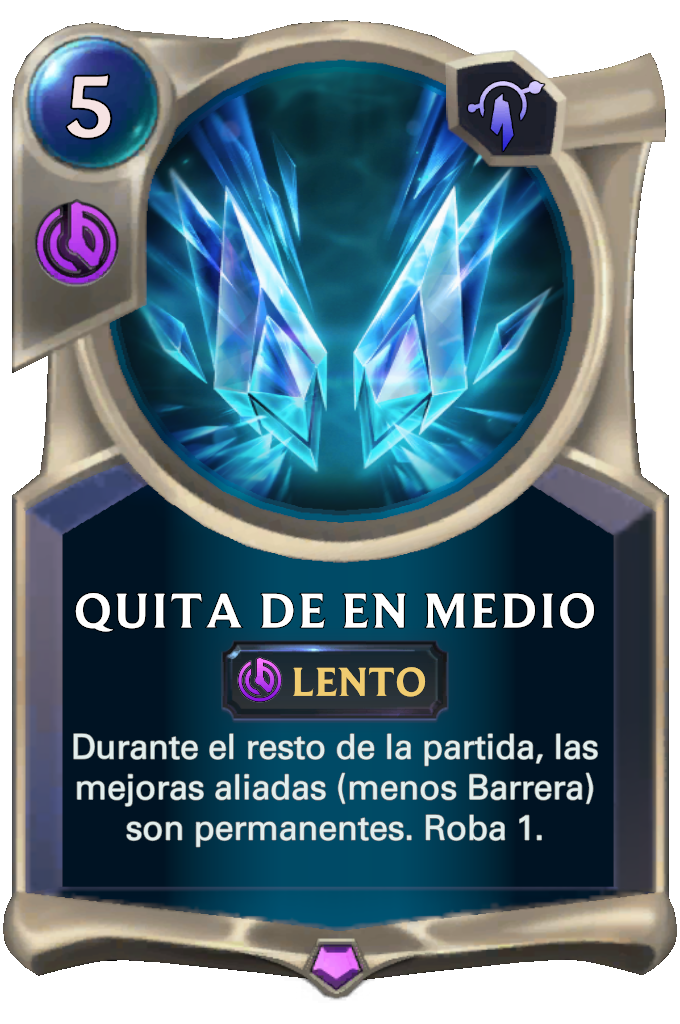 5
QUITA DE EN MEDIO
LENTO
Durante el resto de la partida, las
mejoras aliadas (menos Barrera)
son permanentes. Roba 1.